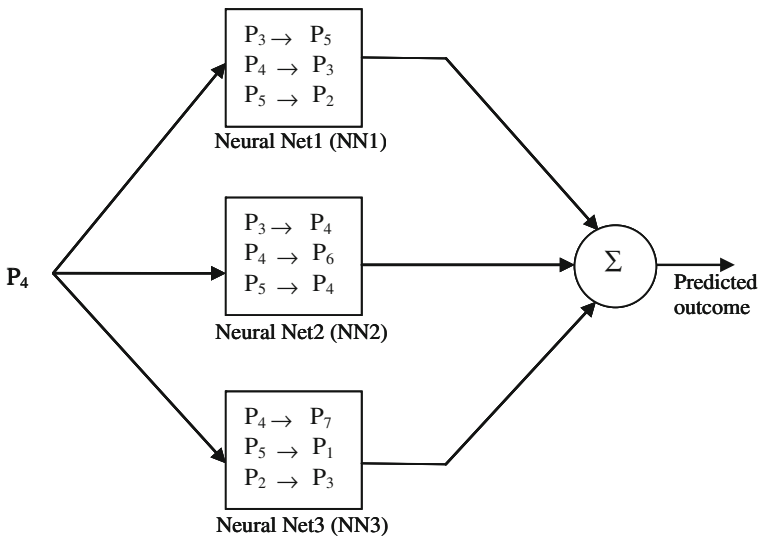 P₃ → P₅
P₄ → P₃
P₅ → P₂
Neural Net1 (NN1)
P₃ → P₄
P₄ → P₆
P₅ → P₄
Neural Net2 (NN2)
P₄
Σ
Predicted
outcome
P₄ → P₇
P₅ → P₁
P₂ → P₃
Neural Net3 (NN3)